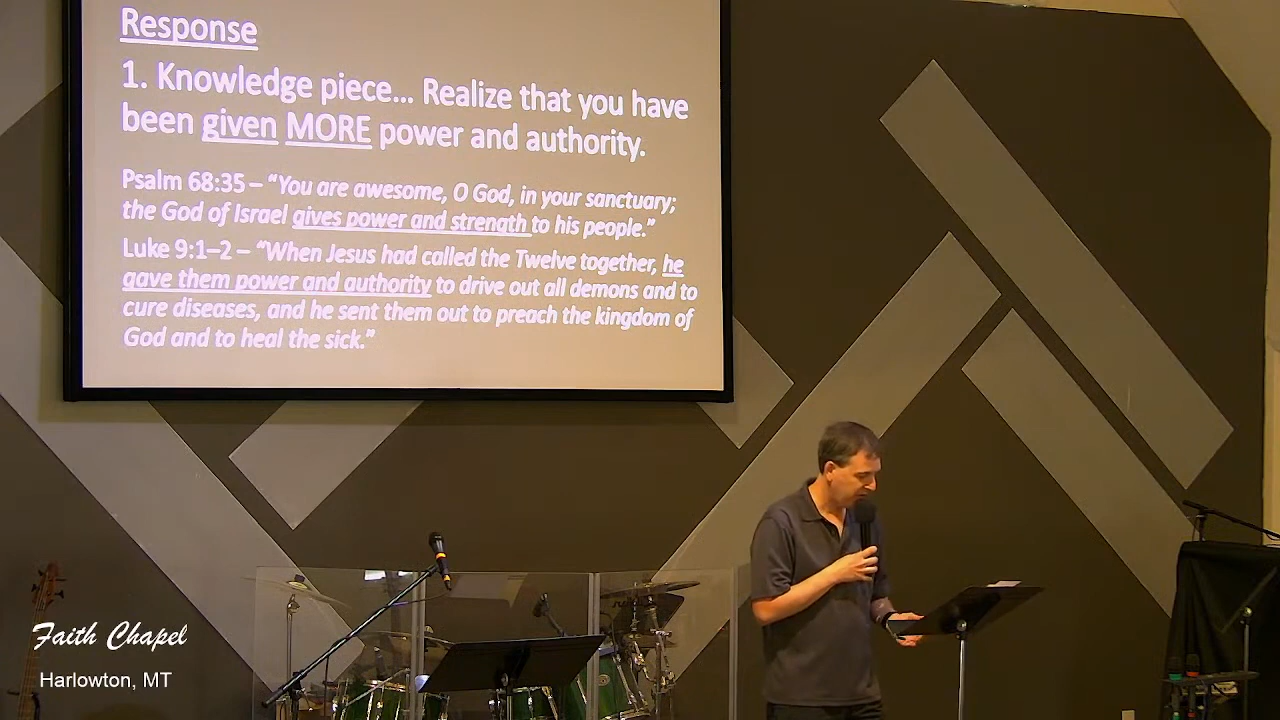 Response
1. Knowledge piece... Realize that you have
been given MORE power and authority.
Psalm 68:35 – “You are awesome, O God, in your sanctuary;
the God of Israel gives power and strength to his people.”
Luke 9:1–2 – “When Jesus had called the Twelve together, he
gave them power and authority to drive out all demons and to
cure diseases, and he sent them out to preach the kingdom of
God and to heal the sick.”
Faith Chapel
Harlowton, MT